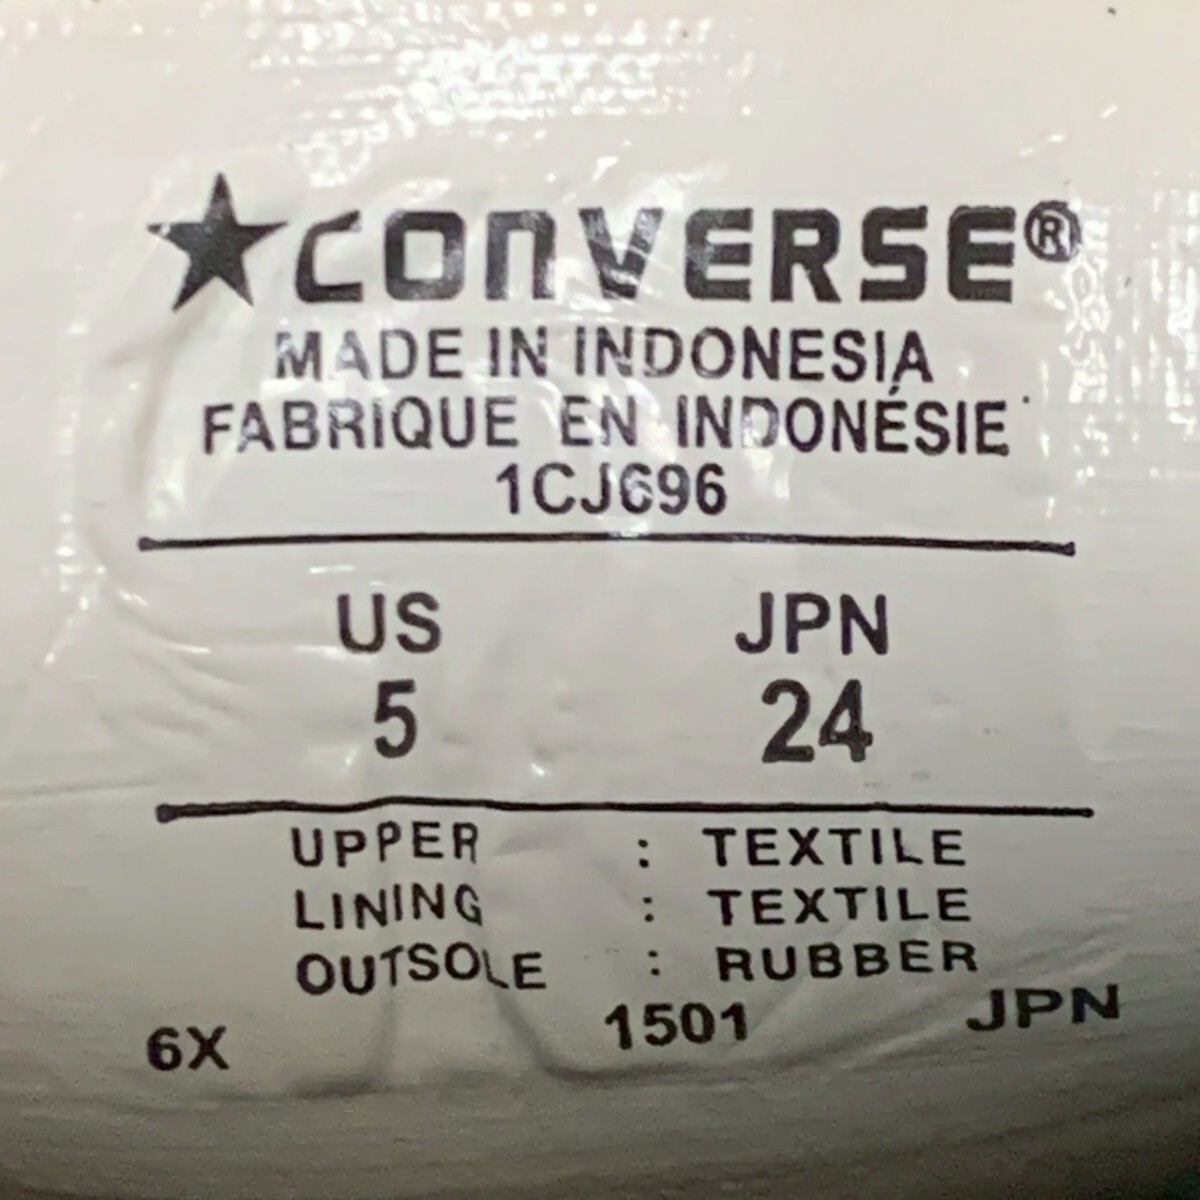 CONVERSE®
MADE IN INDONESIA
FABRIQUE EN INDONÉSIE
1CJ696
US JPN
5 24
UPPER : TEXTILE
LINING : TEXTILE
OUTSOLE : RUBBER
6X 1501 JPN